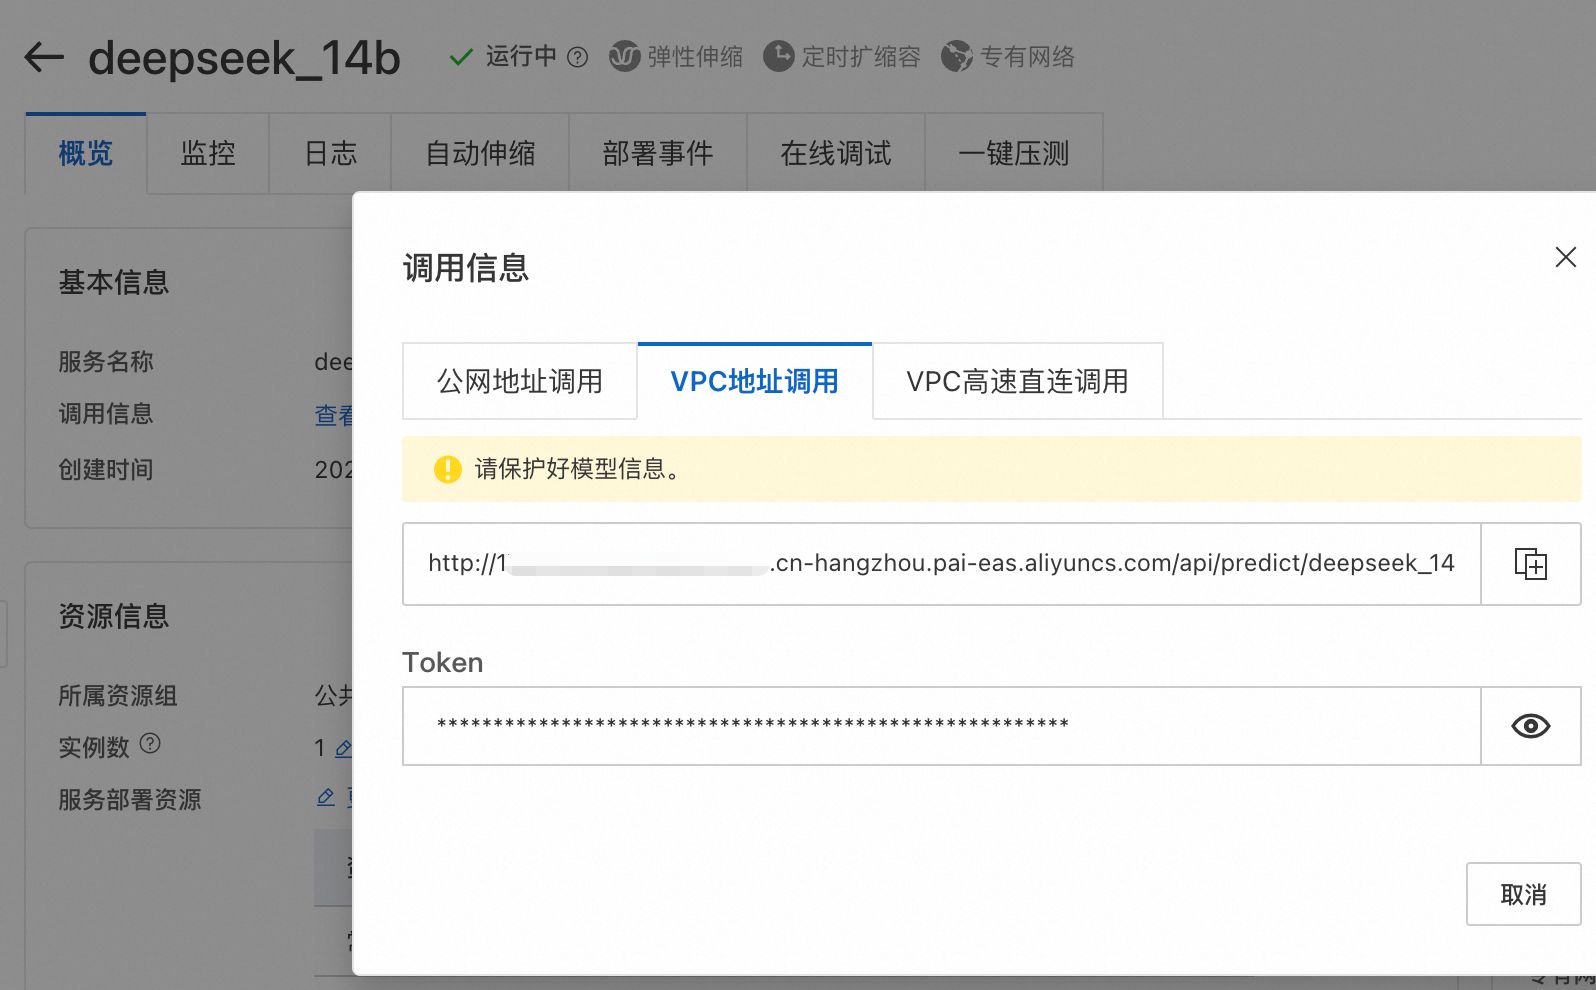 deepseek_14b 运行中 弹性伸缩 定时扩缩容 专有网络
概览 监控 日志 自动伸缩 部署事件 在线调试 一键压测
基本信息
服务名称 dee
调用信息 查看
创建时间 202
资源信息
所属资源组 公共
实例数 1
服务部署资源
调用信息
公网地址调用 VPC地址调用 VPC高速直连调用
请保护好模型信息。
http://1 .cn-hangzhou.pai-eas.aliyuncs.com/api/predict/deepseek_14
Token
********************************************************
取消